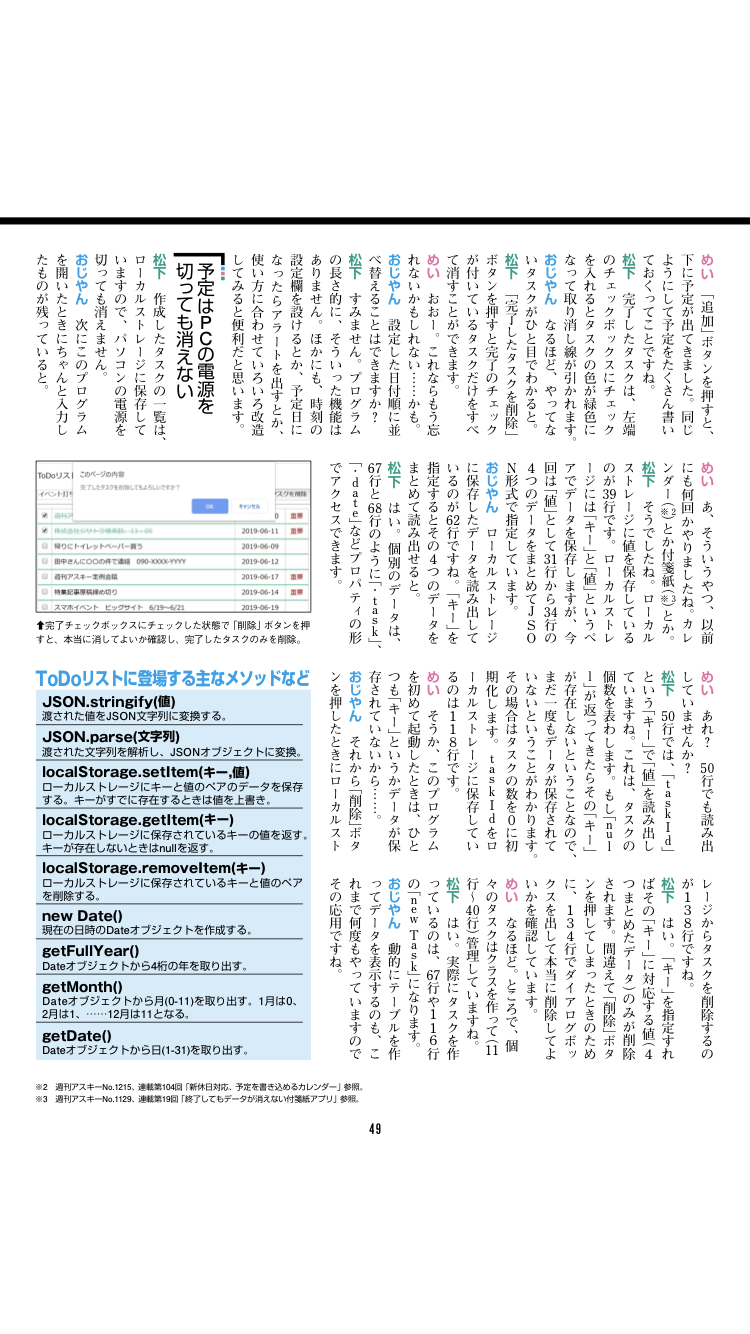 めい　「追加」ボタンを押すと、
下に予定が出てきました。同じ
ようにして予定をたくさん書い
ておくってことですね。
松下　完了したタスクは、左端
のチェックボックスにチェック
を入れるとタスクの色が緑色に
なって取り消し線が引かれます。
おじやん　なるほど、やってな
いタスクがひと目でわかると。
松下　「完了したタスクを削除」
ボタンを押すと完了のチェック
が付いているタスクだけをすべ
て消すことができます。
めい　おおー。これならもう忘
れないかもしれない……かも。
おじやん　設定した日付順に並
べ替えることはできますか？
松下　すみません。プログラム
の長さ的に、そういった機能は
ありません。ほかにも、時刻の
設定欄を設けるとか、予定日に
なったらアラートを出すとか、
使い方に合わせていろいろ改造
してみると便利だと思います。
予定はPCの電源を
切っても消えない
松下　作成したタスクの一覧は、
ローカルストレージに保存して
いますので、パソコンの電源を
切っても消えません。
おじやん　次にこのプログラム
を開いたときにちゃんと入力し
たものが残っていると。
めい　あ、そういうやつ、以前
にも何回かやりましたね。カレ
ンダー(※2)とか付箋紙(※3)とか。
松下　そうでしたね。ローカル
ストレージに値を保存している
のが39行です。ローカルストレ
ージには「キー」と「値」というペ
アでデータを保存しますが、今
回は「値」として31行から34行の
4つのデータをまとめてJSO
N形式で指定しています。
おじやん　ローカルストレージ
に保存したデータを読み出して
いるのが62行ですね。「キー」を
指定するとその4つのデータを
まとめて読み出せると。
松下　はい。個別のデータは、
67行と68行のように「.task」、
「.date」などプロパティの形
でアクセスできます。
ToDoリスト
このページの内容
完了したタスクを削除してもよろしいですか？
OK
キャンセル
イベント打ち
タスクを削除
重要
株式会社ジサトラ様来訪、13:00
2019-06-11
重要
帰りにトイレットペーパー買う
2019-06-09
田中さんに〇〇の件で連絡　090-XXXX-YYYY
2019-06-12
週刊アスキー定例会議
2019-06-17
重要
特集記事原稿締め切り
2019-06-14
重要
スマホイベント　ビッグサイト　6/19〜6/21
2019-06-19
⬆完了チェックボックスにチェックした状態で「削除」ボタンを押
すと、本当に消してよいか確認し、完了したタスクのみを削除。
めい　あれ？　50行でも読み出
していませんか？
松下　50行では、「taskId」
という「キー」で「値」を読み出し
ていますね。これは、タスクの
個数を表わします。もし「nul
l」が返ってきたらその「キー」
が存在しないということなので、
まだ一度もデータが保存されて
いないということがわかります。
その場合はタスクの数を0に初
期化します。taskIdをロ
ーカルストレージに保存してい
るのは118行です。
めい　そうか、このプログラム
を初めて起動したときは、ひと
つも「キー」というかデータが保
存されていないから……。
おじやん　それから「削除」ボタ
ンを押したときにローカルスト
レージからタスクを削除するの
が138行ですね。
松下　はい。「キー」を指定すれ
ばその「キー」に対応する値(4
つまとめたデータ)のみが削除
されます。間違えて「削除」ボタ
ンを押してしまったときのため
に、134行でダイアログボッ
クスを出して本当に削除してよ
いかを確認しています。
めい　なるほど。ところで、個
々のタスクはクラスを作って(11
行〜40行)管理していますね。
松下　はい。実際にタスクを作
っているのは、67行や116行
の「new Task」になります。
おじやん　動的にテーブルを作
ってデータを表示するのも、こ
れまで何度もやっていますので
その応用ですね。
ToDoリストに登場する主なメソッドなど
JSON.stringify(値)
渡された値をJSON文字列に変換する。
JSON.parse(文字列)
渡された文字列を解析し、JSONオブジェクトに変換。
localStorage.setItem(キー,値)
ローカルストレージにキーと値のペアのデータを保存
する。キーがすでに存在するときは値を上書き。
localStorage.getItem(キー)
ローカルストレージに保存されているキーの値を返す。
キーが存在しないときはnullを返す。
localStorage.removeItem(キー)
ローカルストレージに保存されているキーと値のペア
を削除する。
new Date()
現在の日時のDateオブジェクトを作成する。
getFullYear()
Dateオブジェクトから4桁の年を取り出す。
getMonth()
Dateオブジェクトから月(0-11)を取り出す。1月は0、
2月は1、……12月は11となる。
getDate()
Dateオブジェクトから日(1-31)を取り出す。
※2　週刊アスキーNo.1215、連載第104回「新休日対応、予定を書き込めるカレンダー」参照。
※3　週刊アスキーNo.1129、連載第19回「終了してもデータが消えない付箋紙アプリ」参照。
49